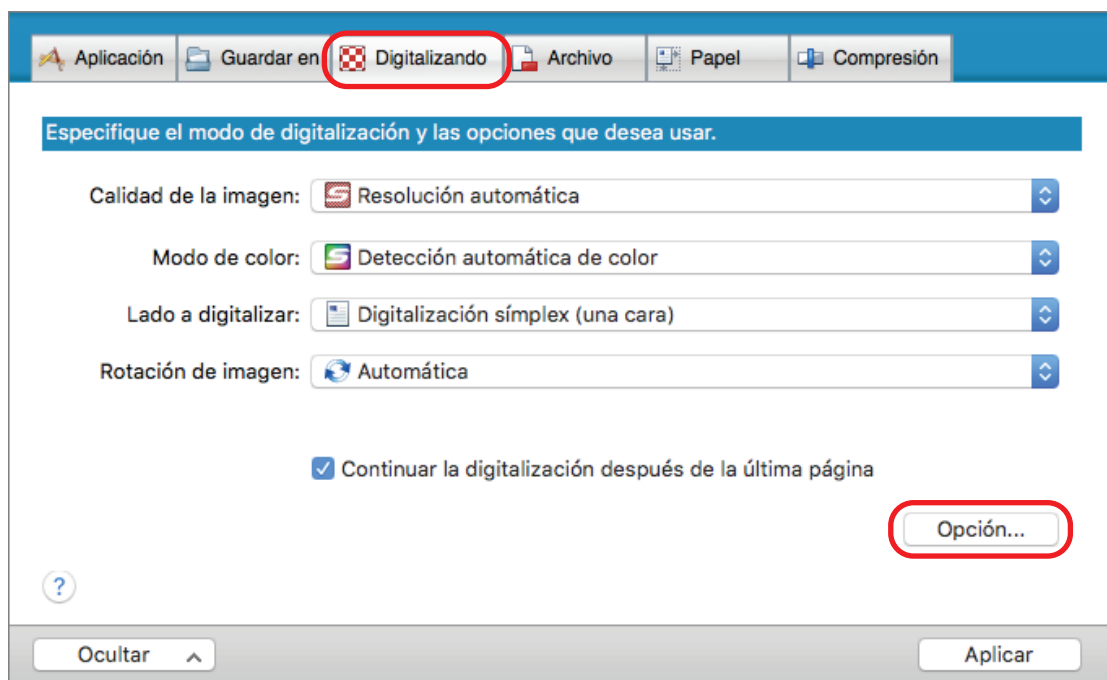 Aplicación Guardar en Digitalizando Archivo Papel Compresión
Especifique el modo de digitalización y las opciones que desea usar.
Calidad de la imagen: Resolución automática
Modo de color: Detección automática de color
Lado a digitalizar: Digitalización símplex (una cara)
Rotación de imagen: Automática
Continuar la digitalización después de la última página
Opción...
?
Ocultar Aplicar